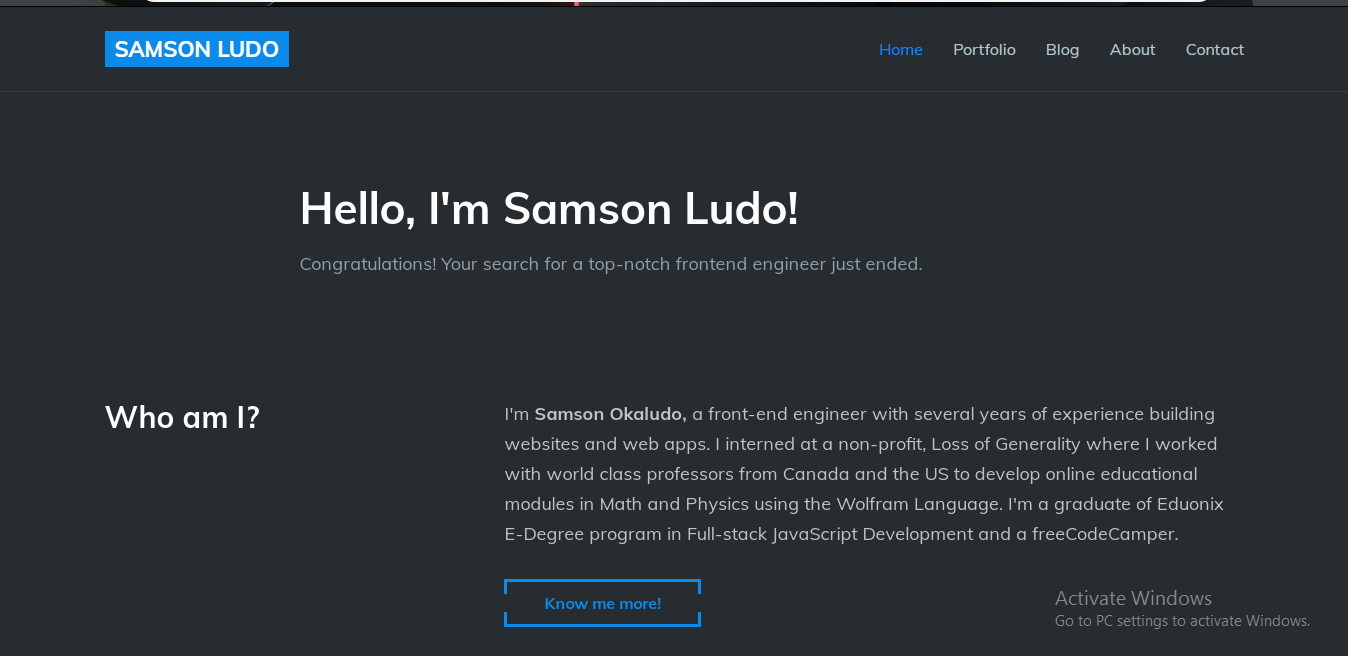 SAMSON LUDO
Home Portfolio Blog About Contact
Hello, I'm Samson Ludo!
Congratulations! Your search for a top-notch frontend engineer just ended.
Who am I?
I'm Samson Okaludo, a front-end engineer with several years of experience building
websites and web apps. I interned at a non-profit, Loss of Generality where I worked
with world class professors from Canada and the US to develop online educational
modules in Math and Physics using the Wolfram Language. I'm a graduate of Eduonix
E-Degree program in Full-stack JavaScript Development and a freeCodeCamper.
Know me more!
Activate Windows
Go to PC settings to activate Windows.